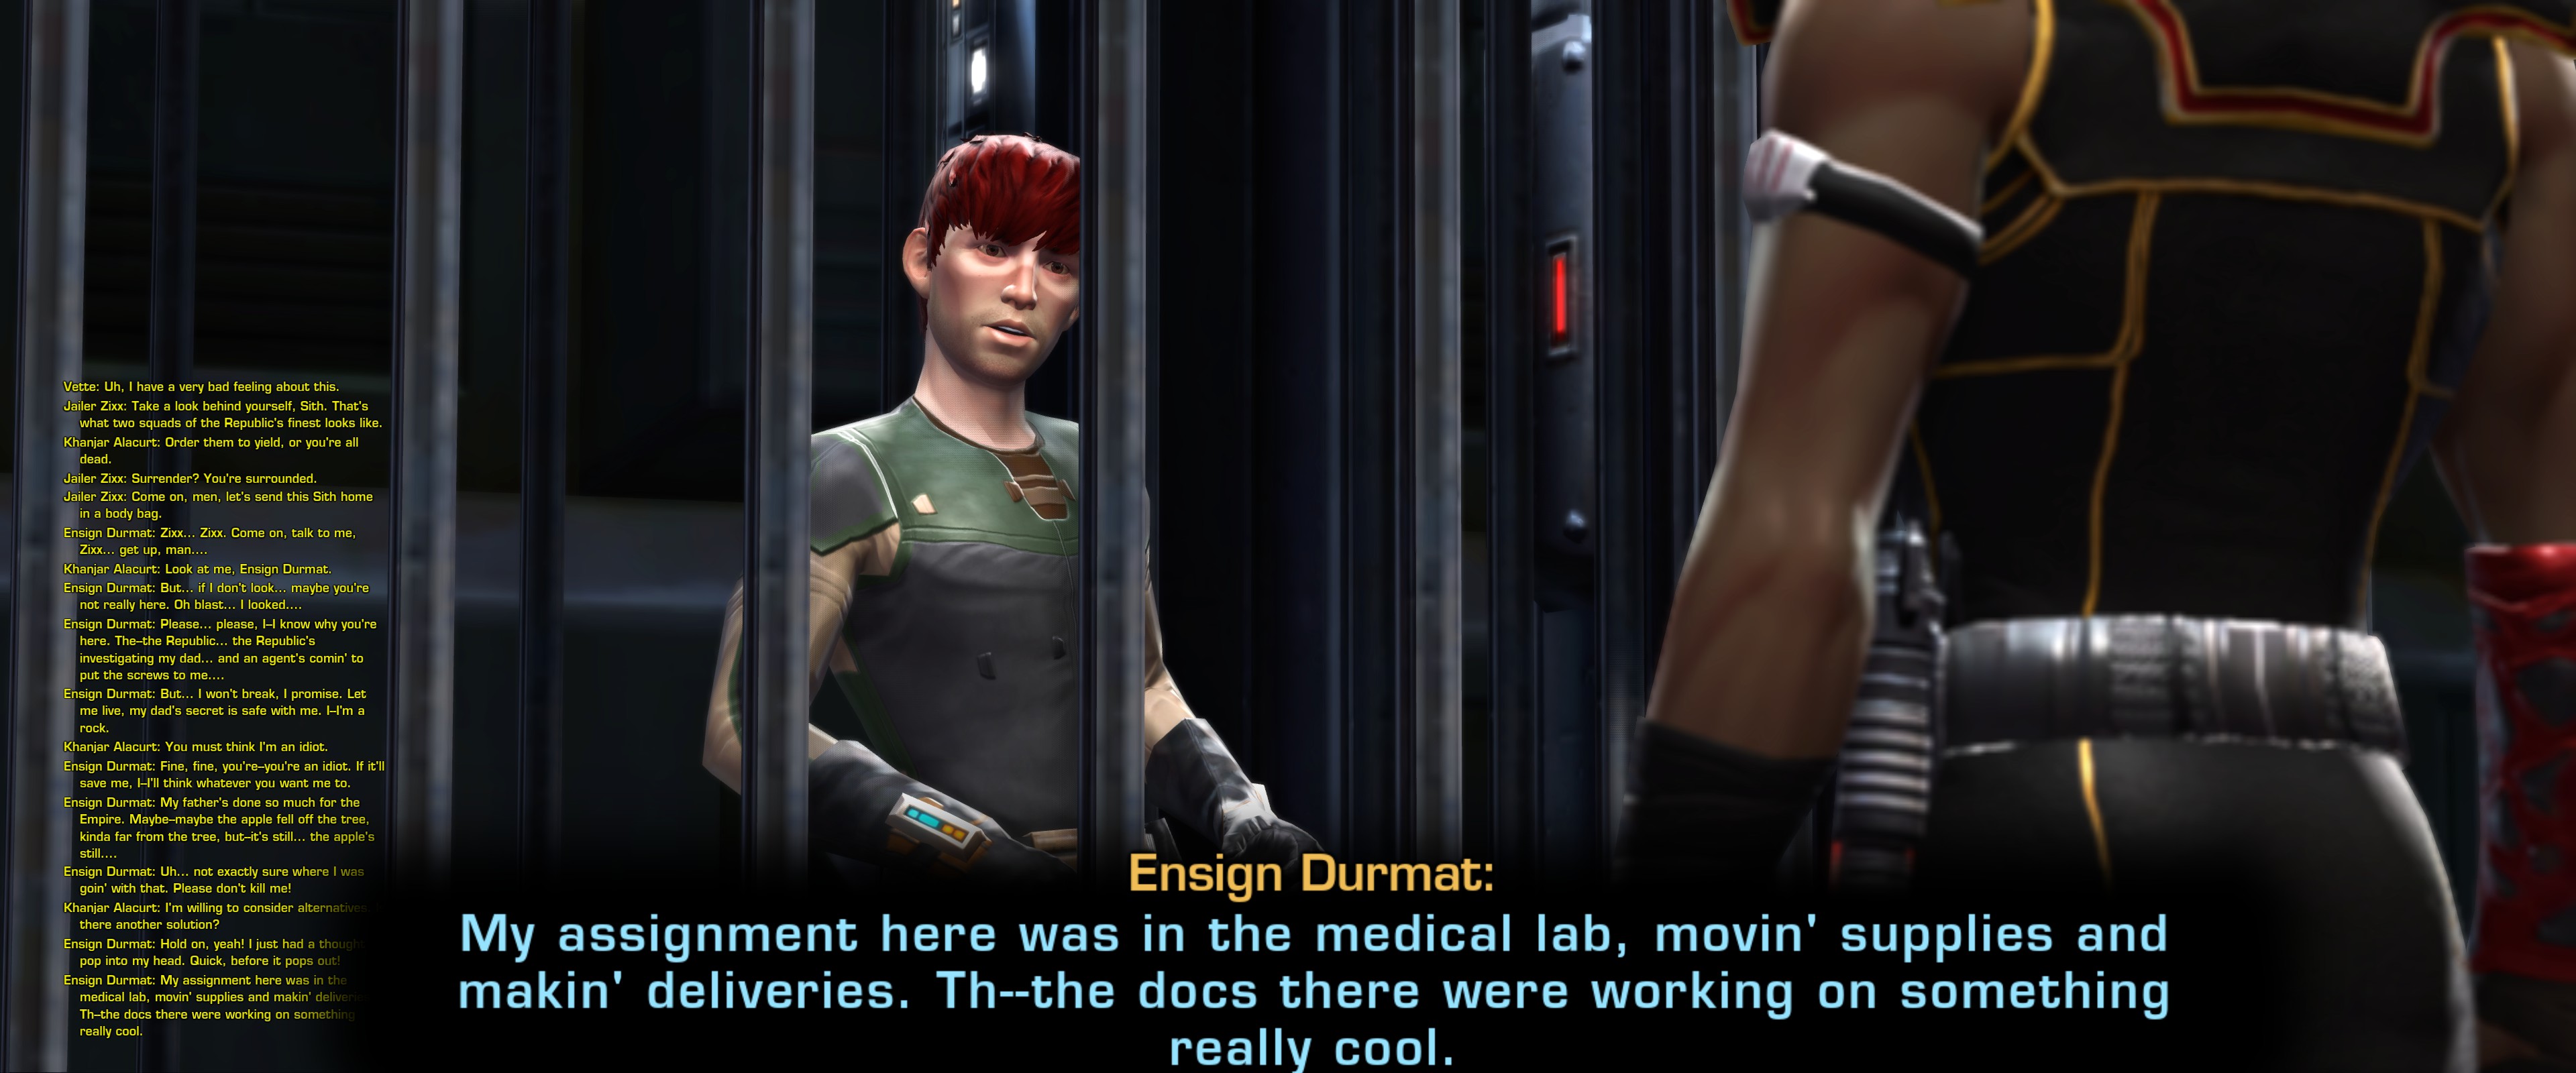 Vette: Uh, I have a very bad feeling about this.
Jailer Zixx: Take a look behind yourself, Sith. That's
what two squads of the Republic's finest looks like.
Khanjar Alacurt: Order them to yield, or you're all
dead.
Jailer Zixx: Surrender? You're surrounded.
Jailer Zixx: Come on, men, let's send this Sith home
in a body bag.
Ensign Durmat: Zixx... Zixx. Come on, talk to me,
Zixx... get up, man....
Khanjar Alacurt: Look at me, Ensign Durmat.
Ensign Durmat: But... if I don't look... maybe you're
not really here. Oh blast... I looked....
Ensign Durmat: Please... please, I--I know why you're
here. The--the Republic... the Republic's
investigating my dad... and an agent's comin' to
put the screws to me....
Ensign Durmat: But... I won't break, I promise. Let
me live, my dad's secret is safe with me. I--I'm a
rock.
Khanjar Alacurt: You must think I'm an idiot.
Ensign Durmat: Fine, fine, you're--you're an idiot. If it'll
save me, I--I'll think whatever you want me to.
Ensign Durmat: My father's done so much for the
Empire. Maybe--maybe the apple fell off the tree,
kinda far from the tree, but--it's still... the apple's
still....
Ensign Durmat: Uh... not exactly sure where I was
goin' with that. Please don't kill me!
Khanjar Alacurt: I'm willing to consider alternatives.
there another solution?
Ensign Durmat: Hold on, yeah! I just had a thought
pop into my head. Quick, before it pops out!
Ensign Durmat: My assignment here was in the
medical lab, movin' supplies and makin' deliveries.
Th--the docs there were working on something
really cool.
Ensign Durmat:
My assignment here was in the medical lab, movin' supplies and
makin' deliveries. Th--the docs there were working on something
really cool.